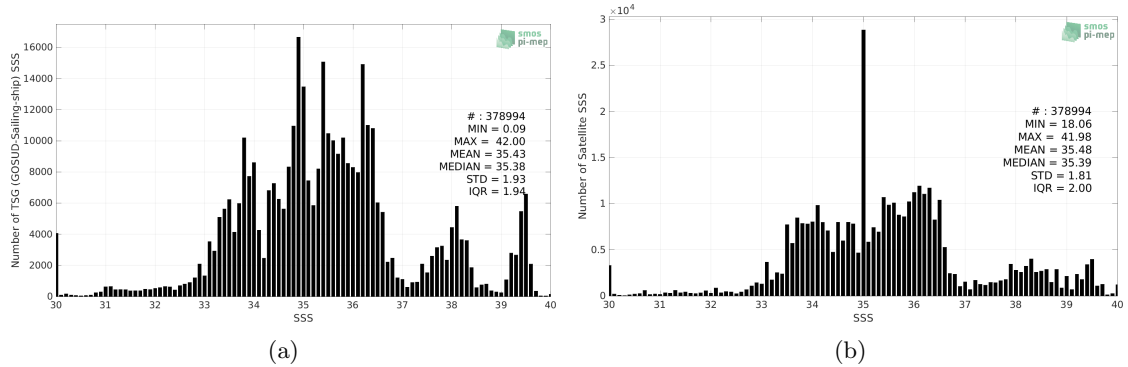 smos
pi-mep
Number of TSG (GOSUD-Sailing-ship) SSS
16000
14000
12000
10000
8000
6000
4000
2000
0
# : 378994
MIN = 0.09
MAX = 42.00
MEAN = 35.43
MEDIAN = 35.38
STD = 1.93
IQR = 1.94
30 31 32 33 34 35 36 37 38 39 40
SSS
(a)
×10⁴
smos
pi-mep
Number of Satellite SSS
3
2.5
2
1.5
1
0.5
0
# : 378994
MIN = 18.06
MAX = 41.98
MEAN = 35.48
MEDIAN = 35.39
STD = 1.81
IQR = 2.00
30 31 32 33 34 35 36 37 38 39 40
SSS
(b)